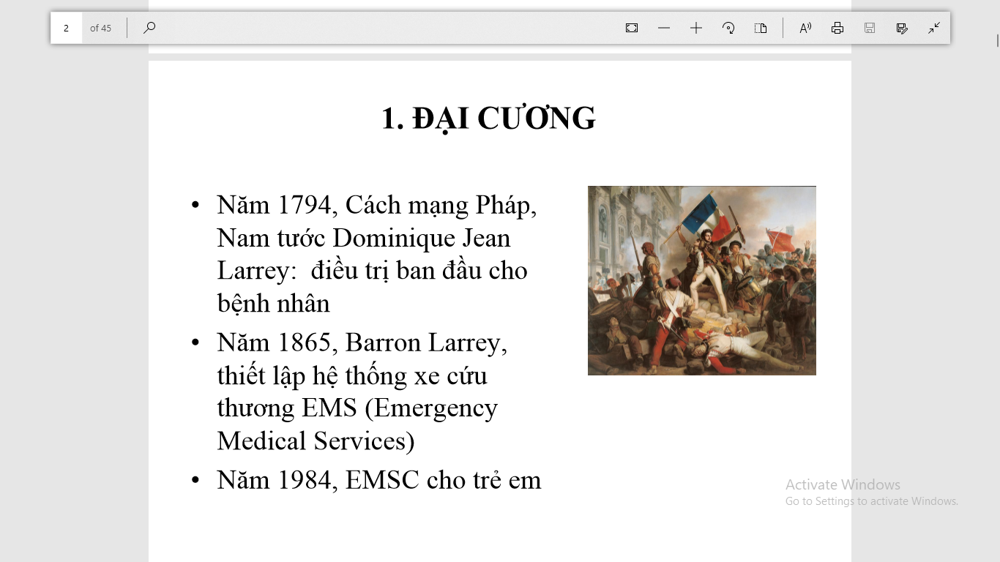 2 of 45
1. ĐẠI CƯƠNG
• Năm 1794, Cách mạng Pháp,
Nam tước Dominique Jean
Larrey:  điều trị ban đầu cho
bệnh nhân
• Năm 1865, Barron Larrey,
thiết lập hệ thống xe cứu
thương EMS (Emergency
Medical Services)
• Năm 1984, EMSC cho trẻ em
Activate Windows
Go to Settings to activate Windows.